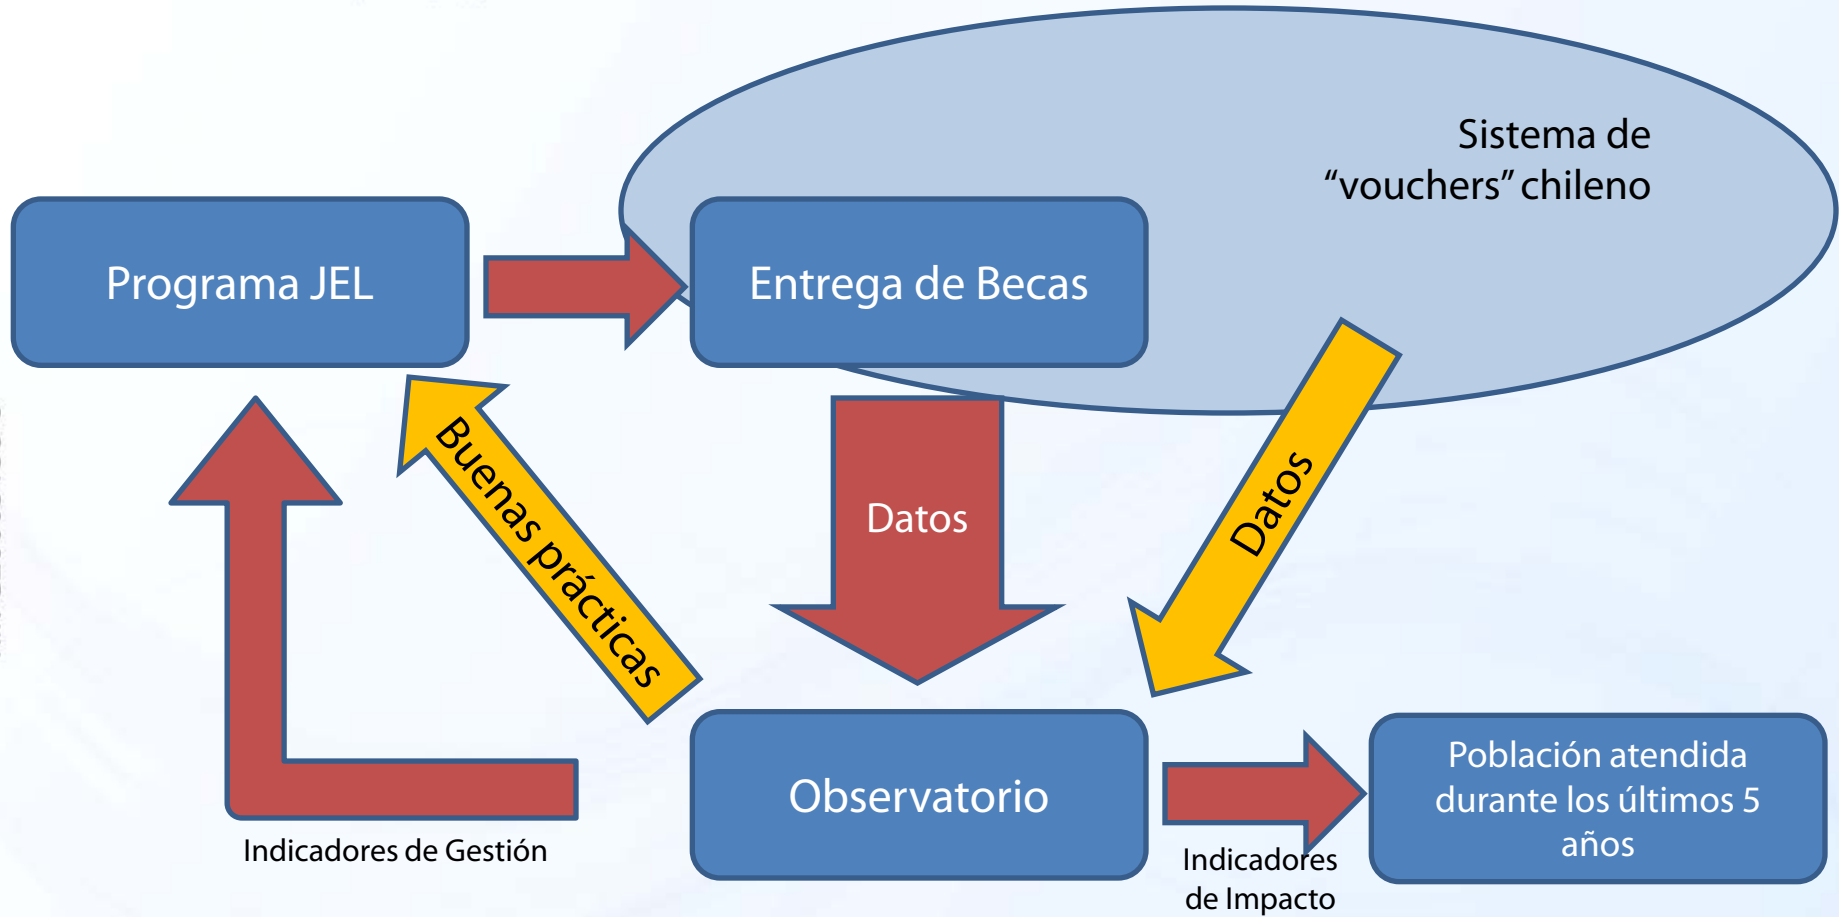 Sistema de
“vouchers” chileno
Programa JEL
Entrega de Becas
Buenas prácticas
Datos
Datos
Observatorio
Población atendida
durante los últimos 5
años
Indicadores de Gestión
Indicadores
de Impacto